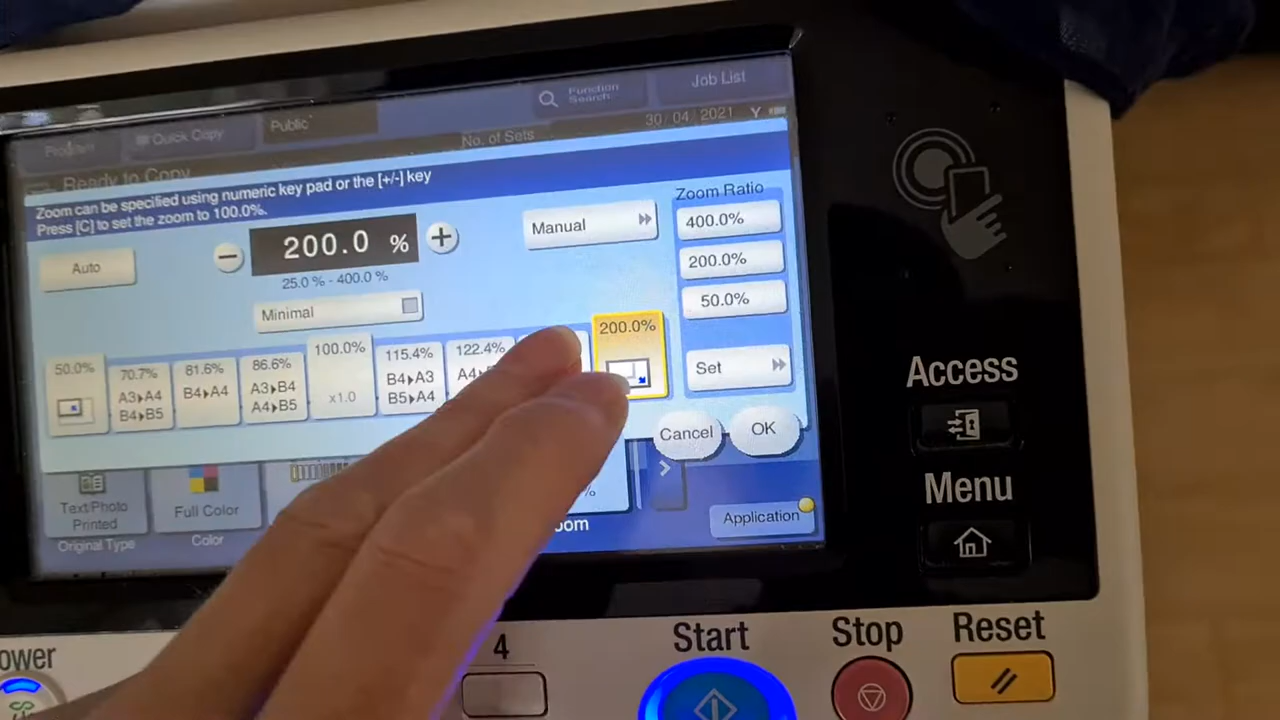 Function
Search
Job List
Program
Quick Copy
Public
No. of Sets
30/04/2021
Ready to Copy
Zoom can be specified using numeric key pad or the [+/-] key
Press [C] to set the zoom to 100.0%.
Auto
− 200.0 % +
25.0 % - 400.0 %
Minimal
Manual
Zoom Ratio
400.0%
200.0%
50.0%
Set
50.0%
70.7%
A3▸A4
B4▸B5
81.6%
B4▸A4
86.6%
A3▸B4
A4▸B5
100.0%
x1.0
115.4%
B4▸A3
B5▸A4
122.4%
200.0%
Cancel
OK
Text/Photo
Printed
Original Type
Full Color
Color
%
oom
Application
Access
Menu
ower
4
Start
Stop
Reset